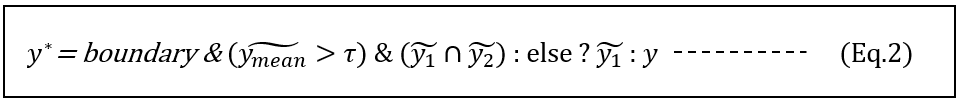 y* = boundary & (ỹ_mean > τ) & (ỹ₁ ∩ ỹ₂) : else ? ỹ₁ : y ---------- (Eq.2)